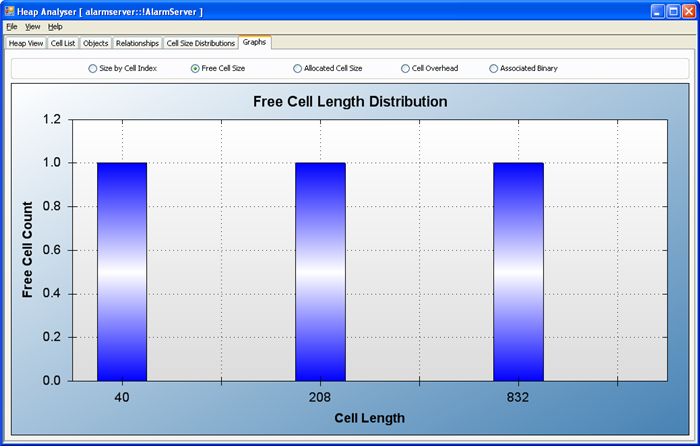 Heap Analyser [ alarmserver::!AlarmServer ]
File View Help
Heap View Cell List Objects Relationships Cell Size Distributions Graphs
Size by Cell Index Free Cell Size Allocated Cell Size Cell Overhead Associated Binary
Free Cell Length Distribution
1.2
1.0
0.8
0.6
0.4
0.2
0.0
Free Cell Count
40 208 832
Cell Length